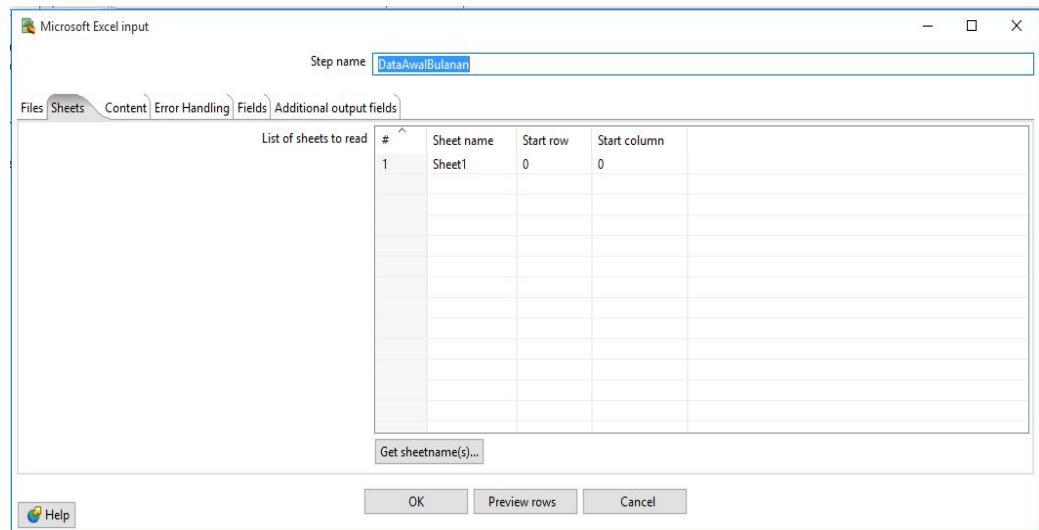 Microsoft Excel input
Step name DataAwalBulanan
Files Sheets Content Error Handling Fields Additional output fields
List of sheets to read # Sheet name Start row Start column
1 Sheet1 0 0
Get sheetname(s)...
OK Preview rows Cancel
Help